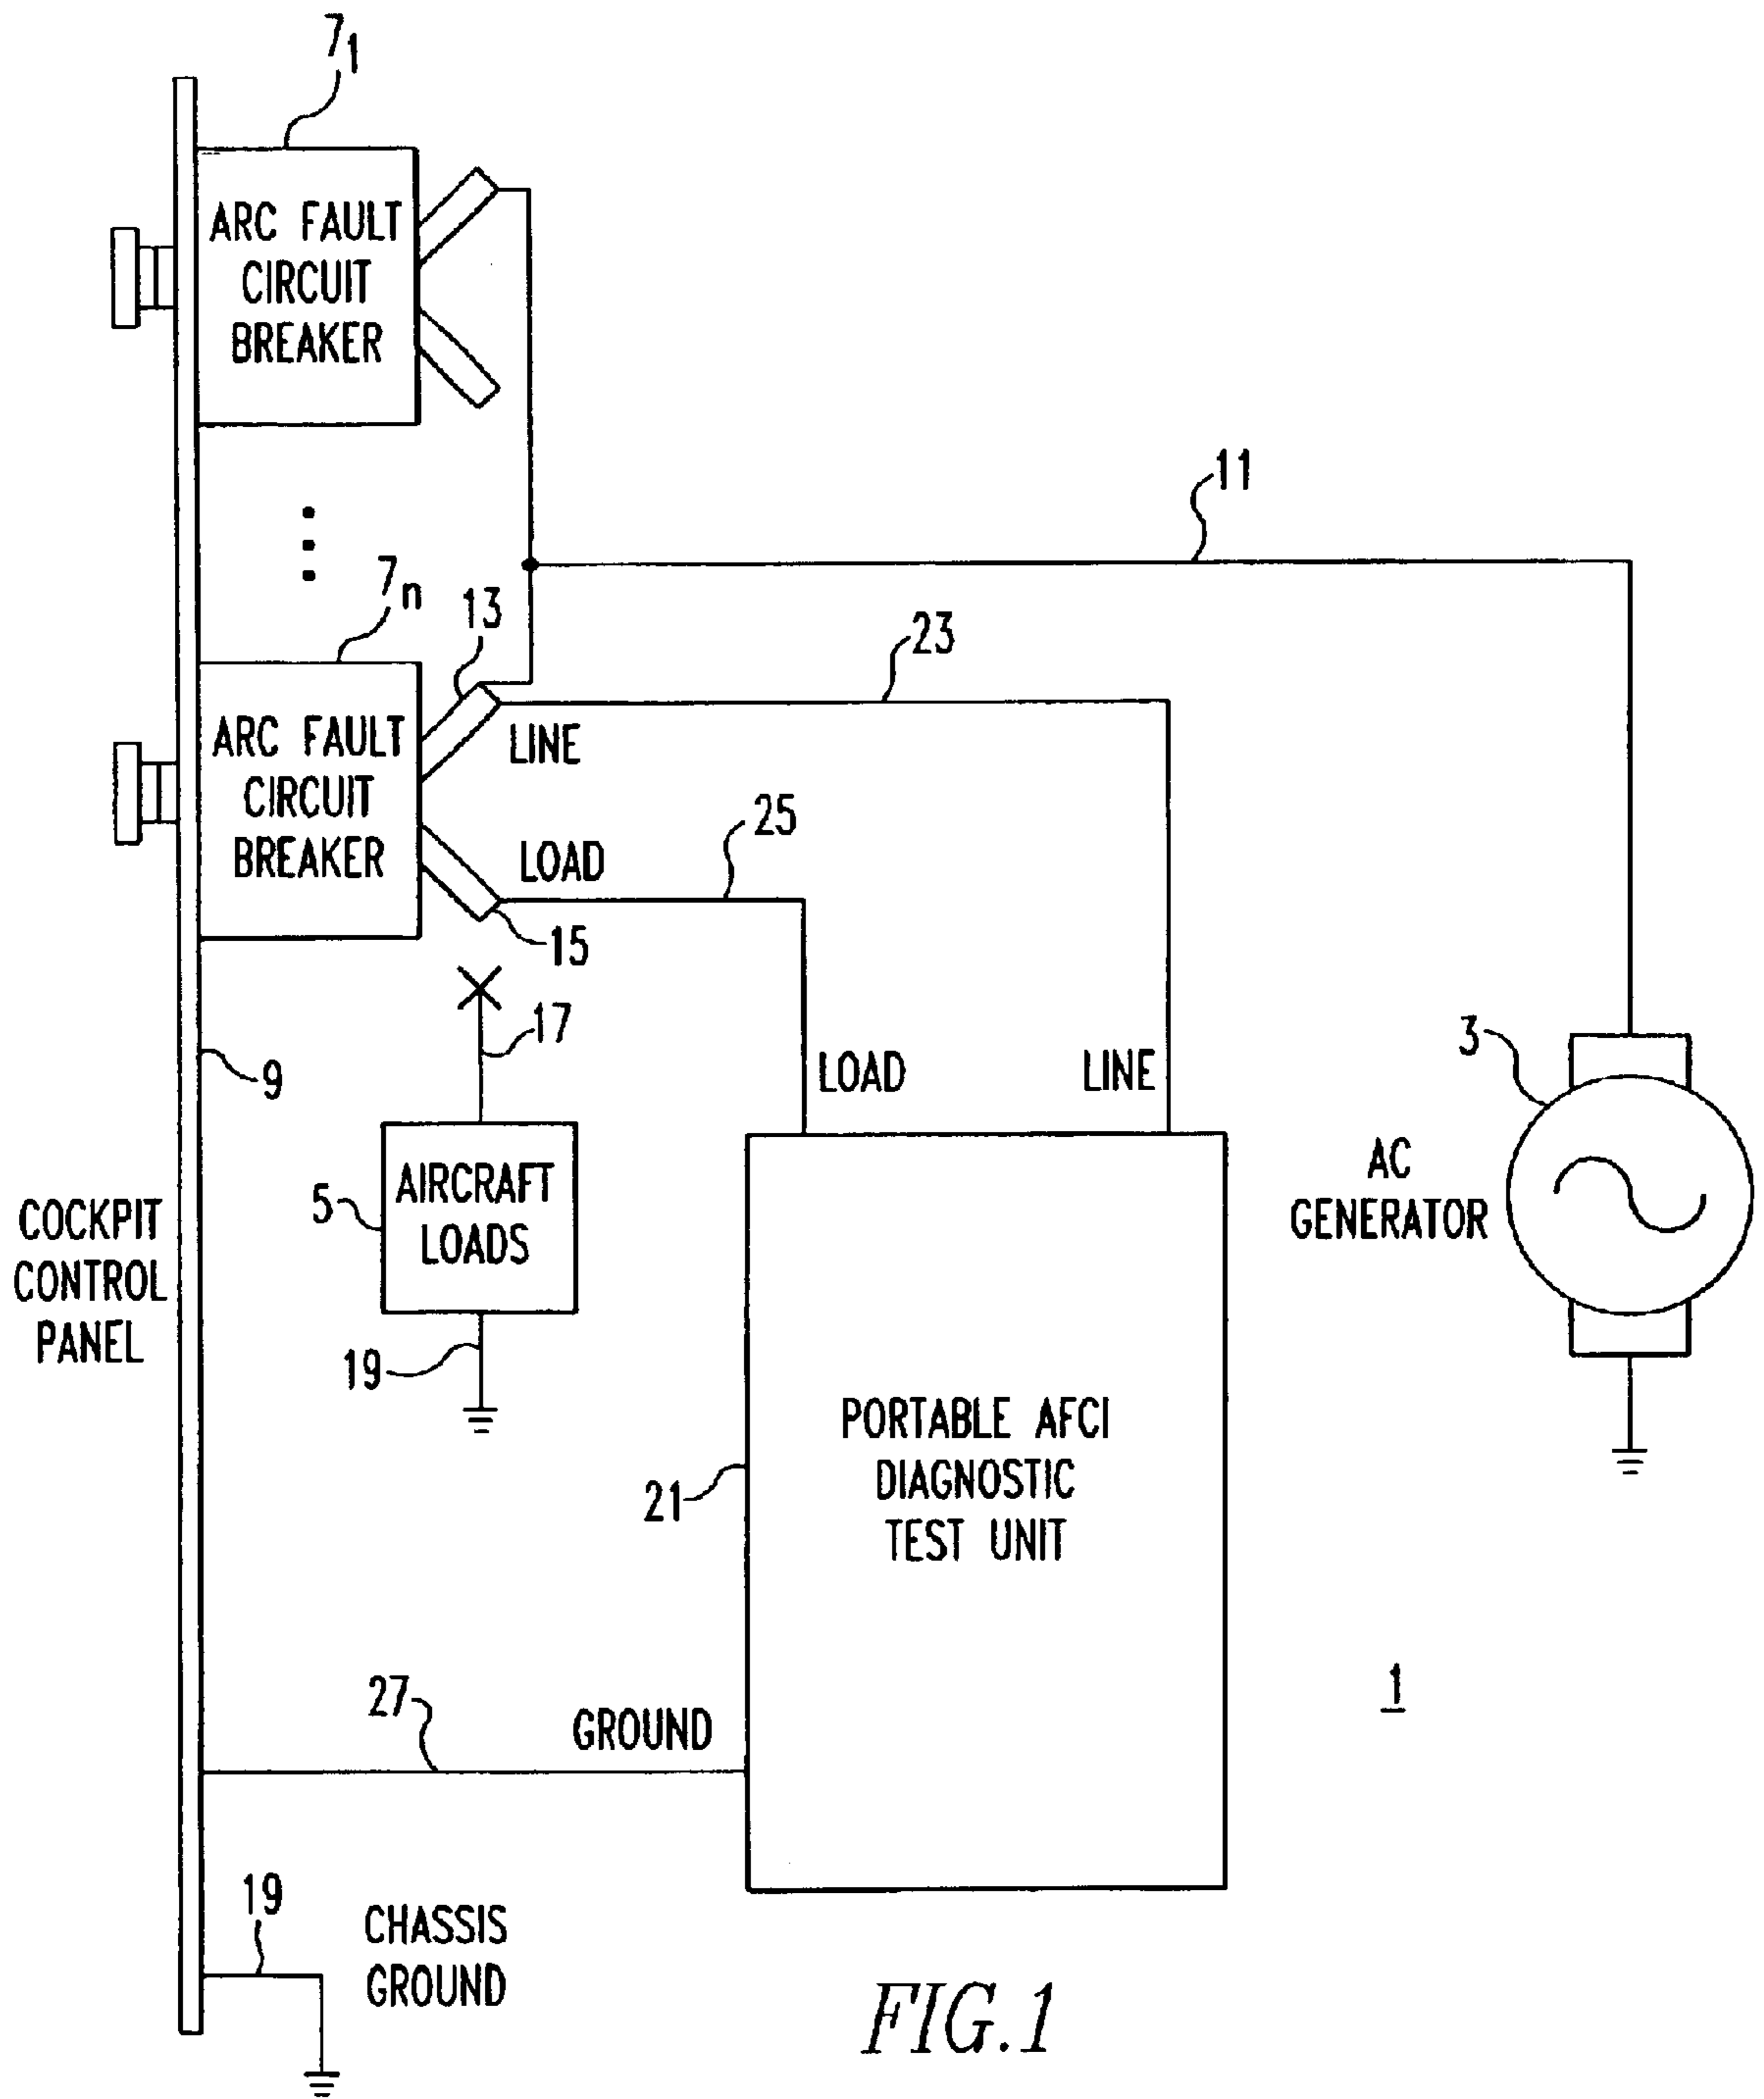 7₁
ARC FAULT
CIRCUIT
BREAKER
11
7ₙ
13
23
ARC FAULT
CIRCUIT
BREAKER
LINE
25
LOAD
15
17
9
LOAD
LINE
3
AC
GENERATOR
5
AIRCRAFT
LOADS
COCKPIT
CONTROL
PANEL
19
PORTABLE AFCI
DIAGNOSTIC
TEST UNIT
21
1
27
GROUND
19
CHASSIS
GROUND
FIG.1